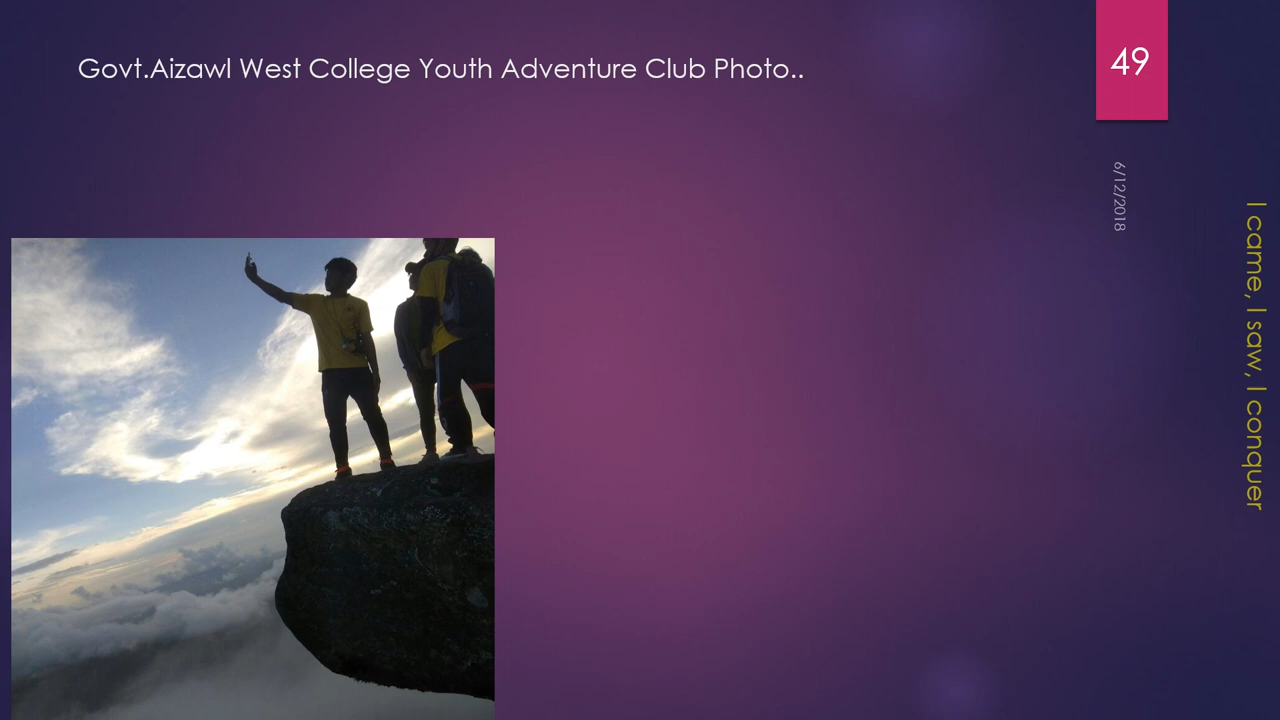 Govt.Aizawl West College Youth Adventure Club Photo..
49
6/12/2018
I came, I saw, I conquer